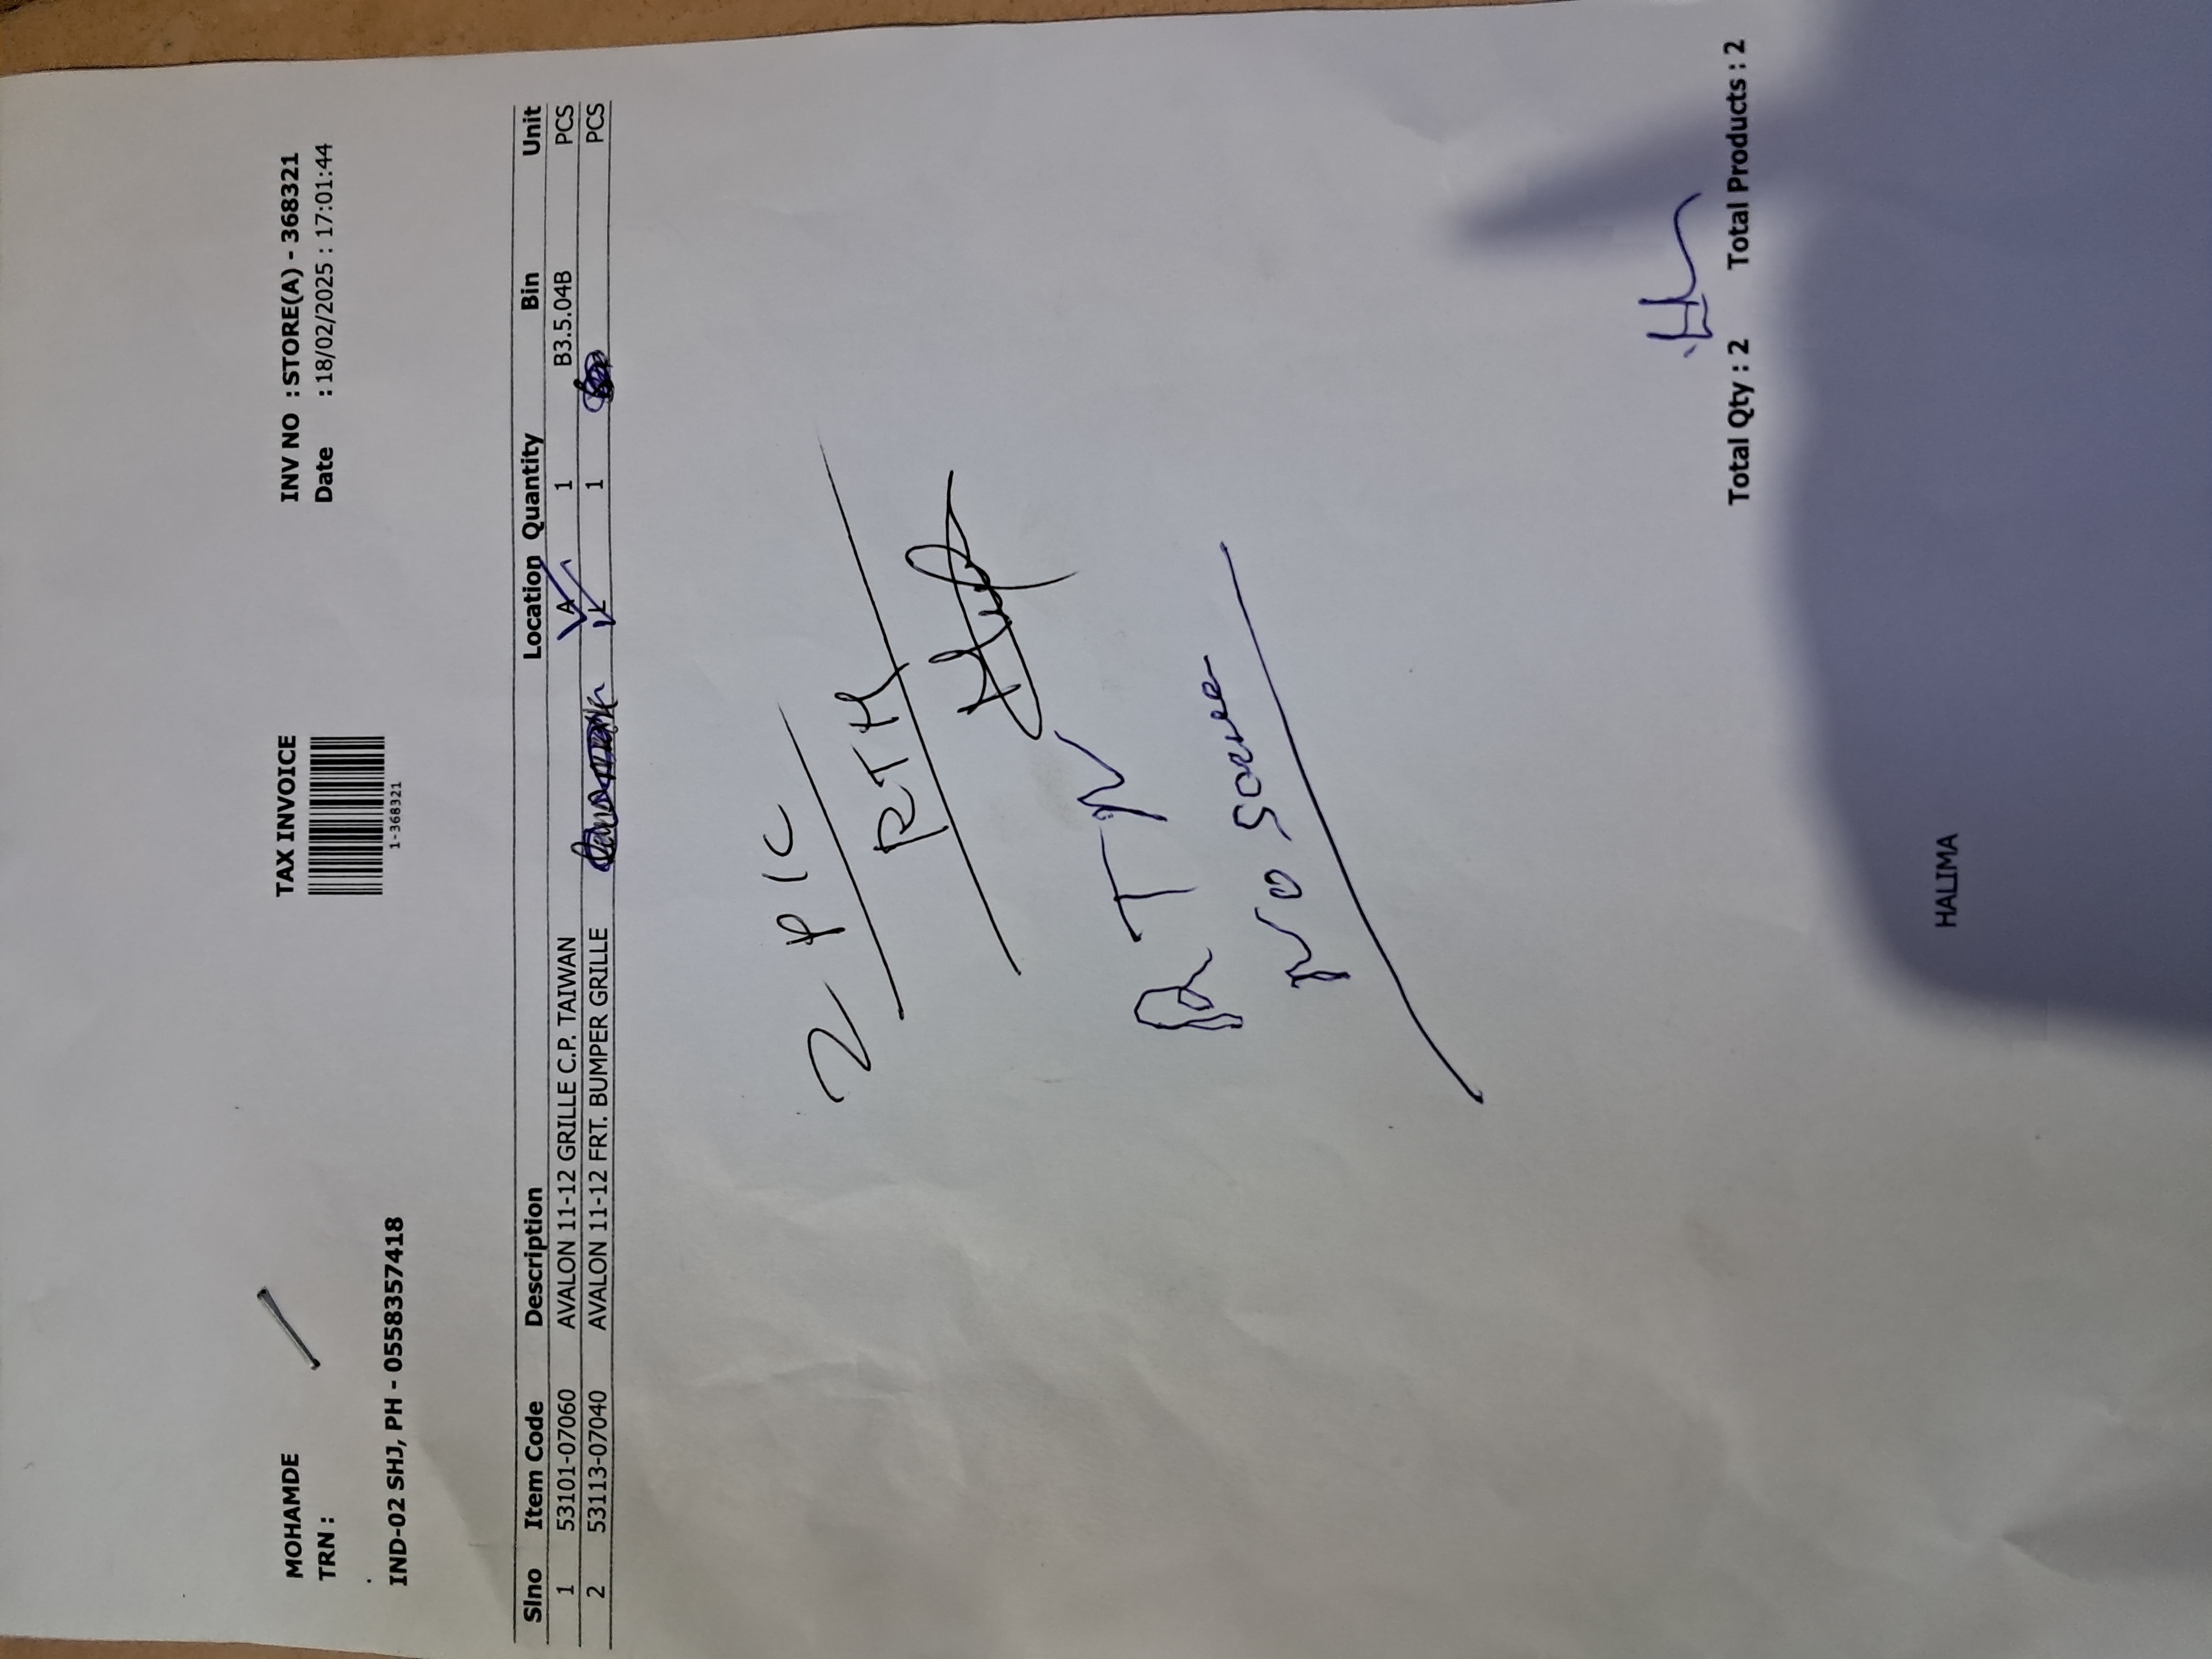 MOHAMDE TAX INVOICE INV NO : STORE(A) - 368321
TRN : Date : 18/02/2025 : 17:01:44
1-368321
IND-02 SHJ, PH - 0558357418
Slno Item Code Description Location Quantity Bin Unit
1 53101-07060 AVALON 11-12 GRILLE C.P. TAIWAN A 1 B3.5.04B PCS
2 53113-07040 AVALON 11-12 FRT. BUMPER GRILLE L 1 PCS
2 PIC
RTN
RTN
NO
Total Qty : 2 Total Products : 2
HALIMA